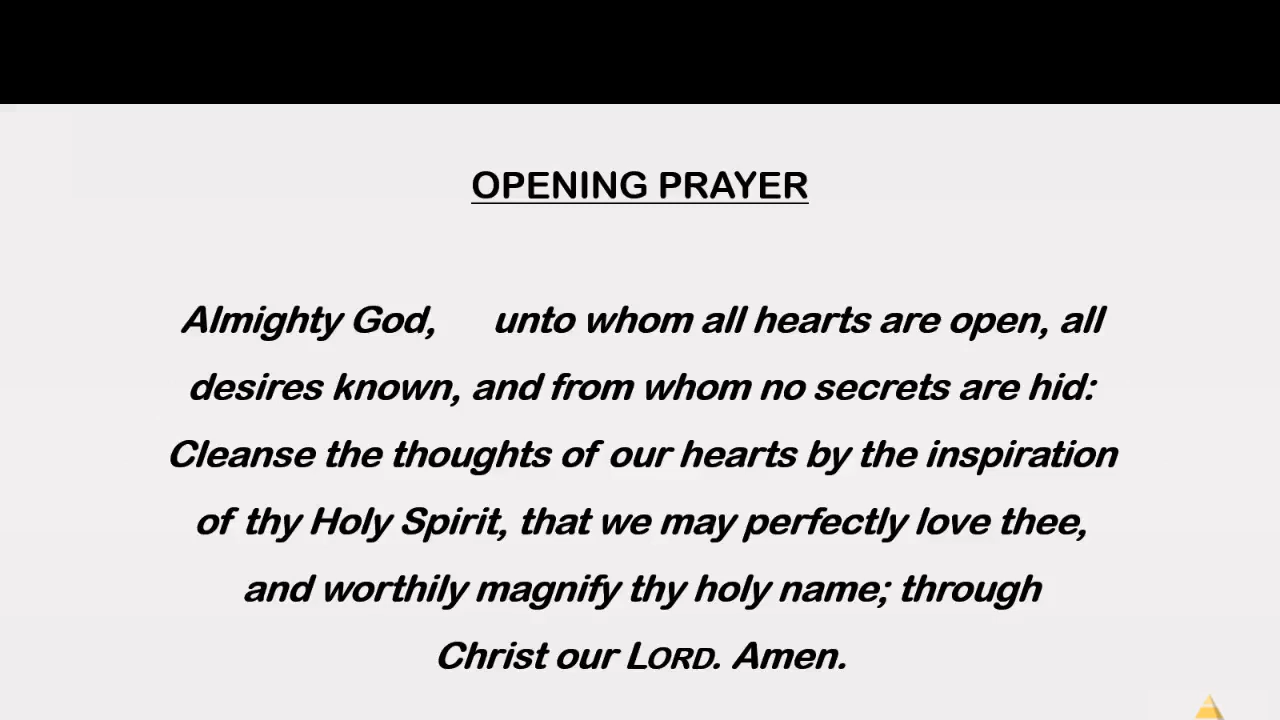 OPENING PRAYER
Almighty God, unto whom all hearts are open, all
desires known, and from whom no secrets are hid:
Cleanse the thoughts of our hearts by the inspiration
of thy Holy Spirit, that we may perfectly love thee,
and worthily magnify thy holy name; through
Christ our LORD. Amen.